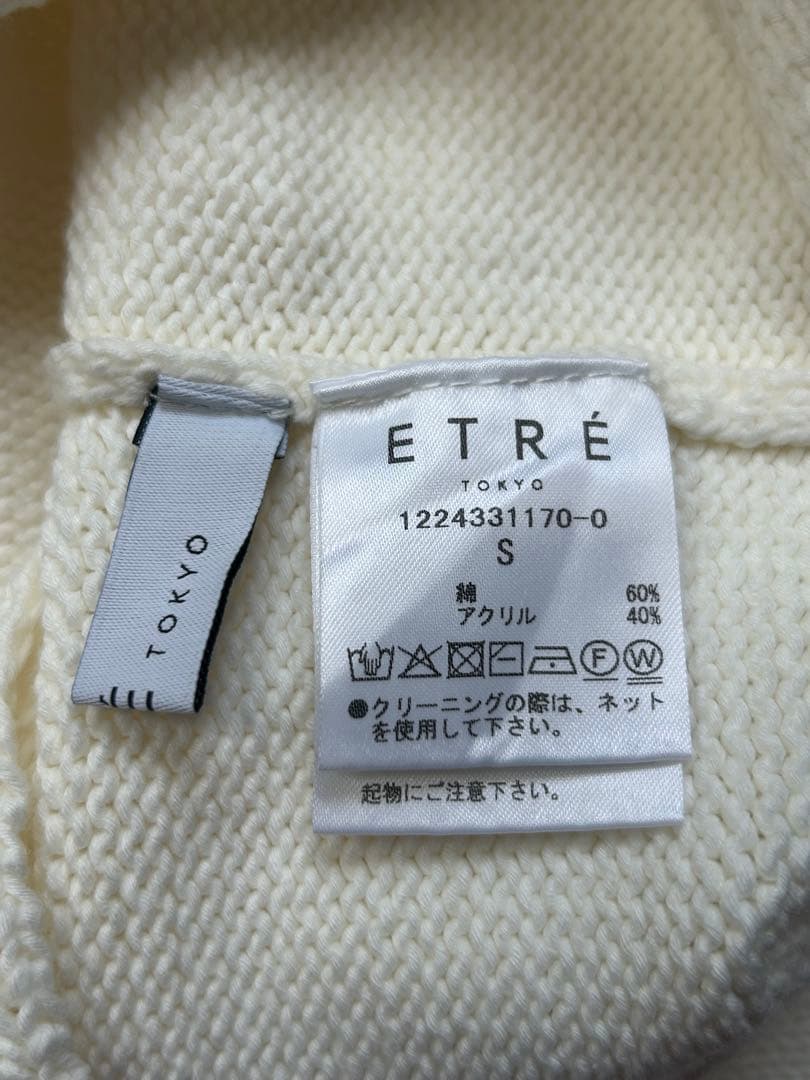 TOKYO
ETRÉ
TOKYO
1224331170-0
S
綿 60%
アクリル 40%
F W
●クリーニングの際は、ネット
を使用して下さい。
起物にご注意下さい。